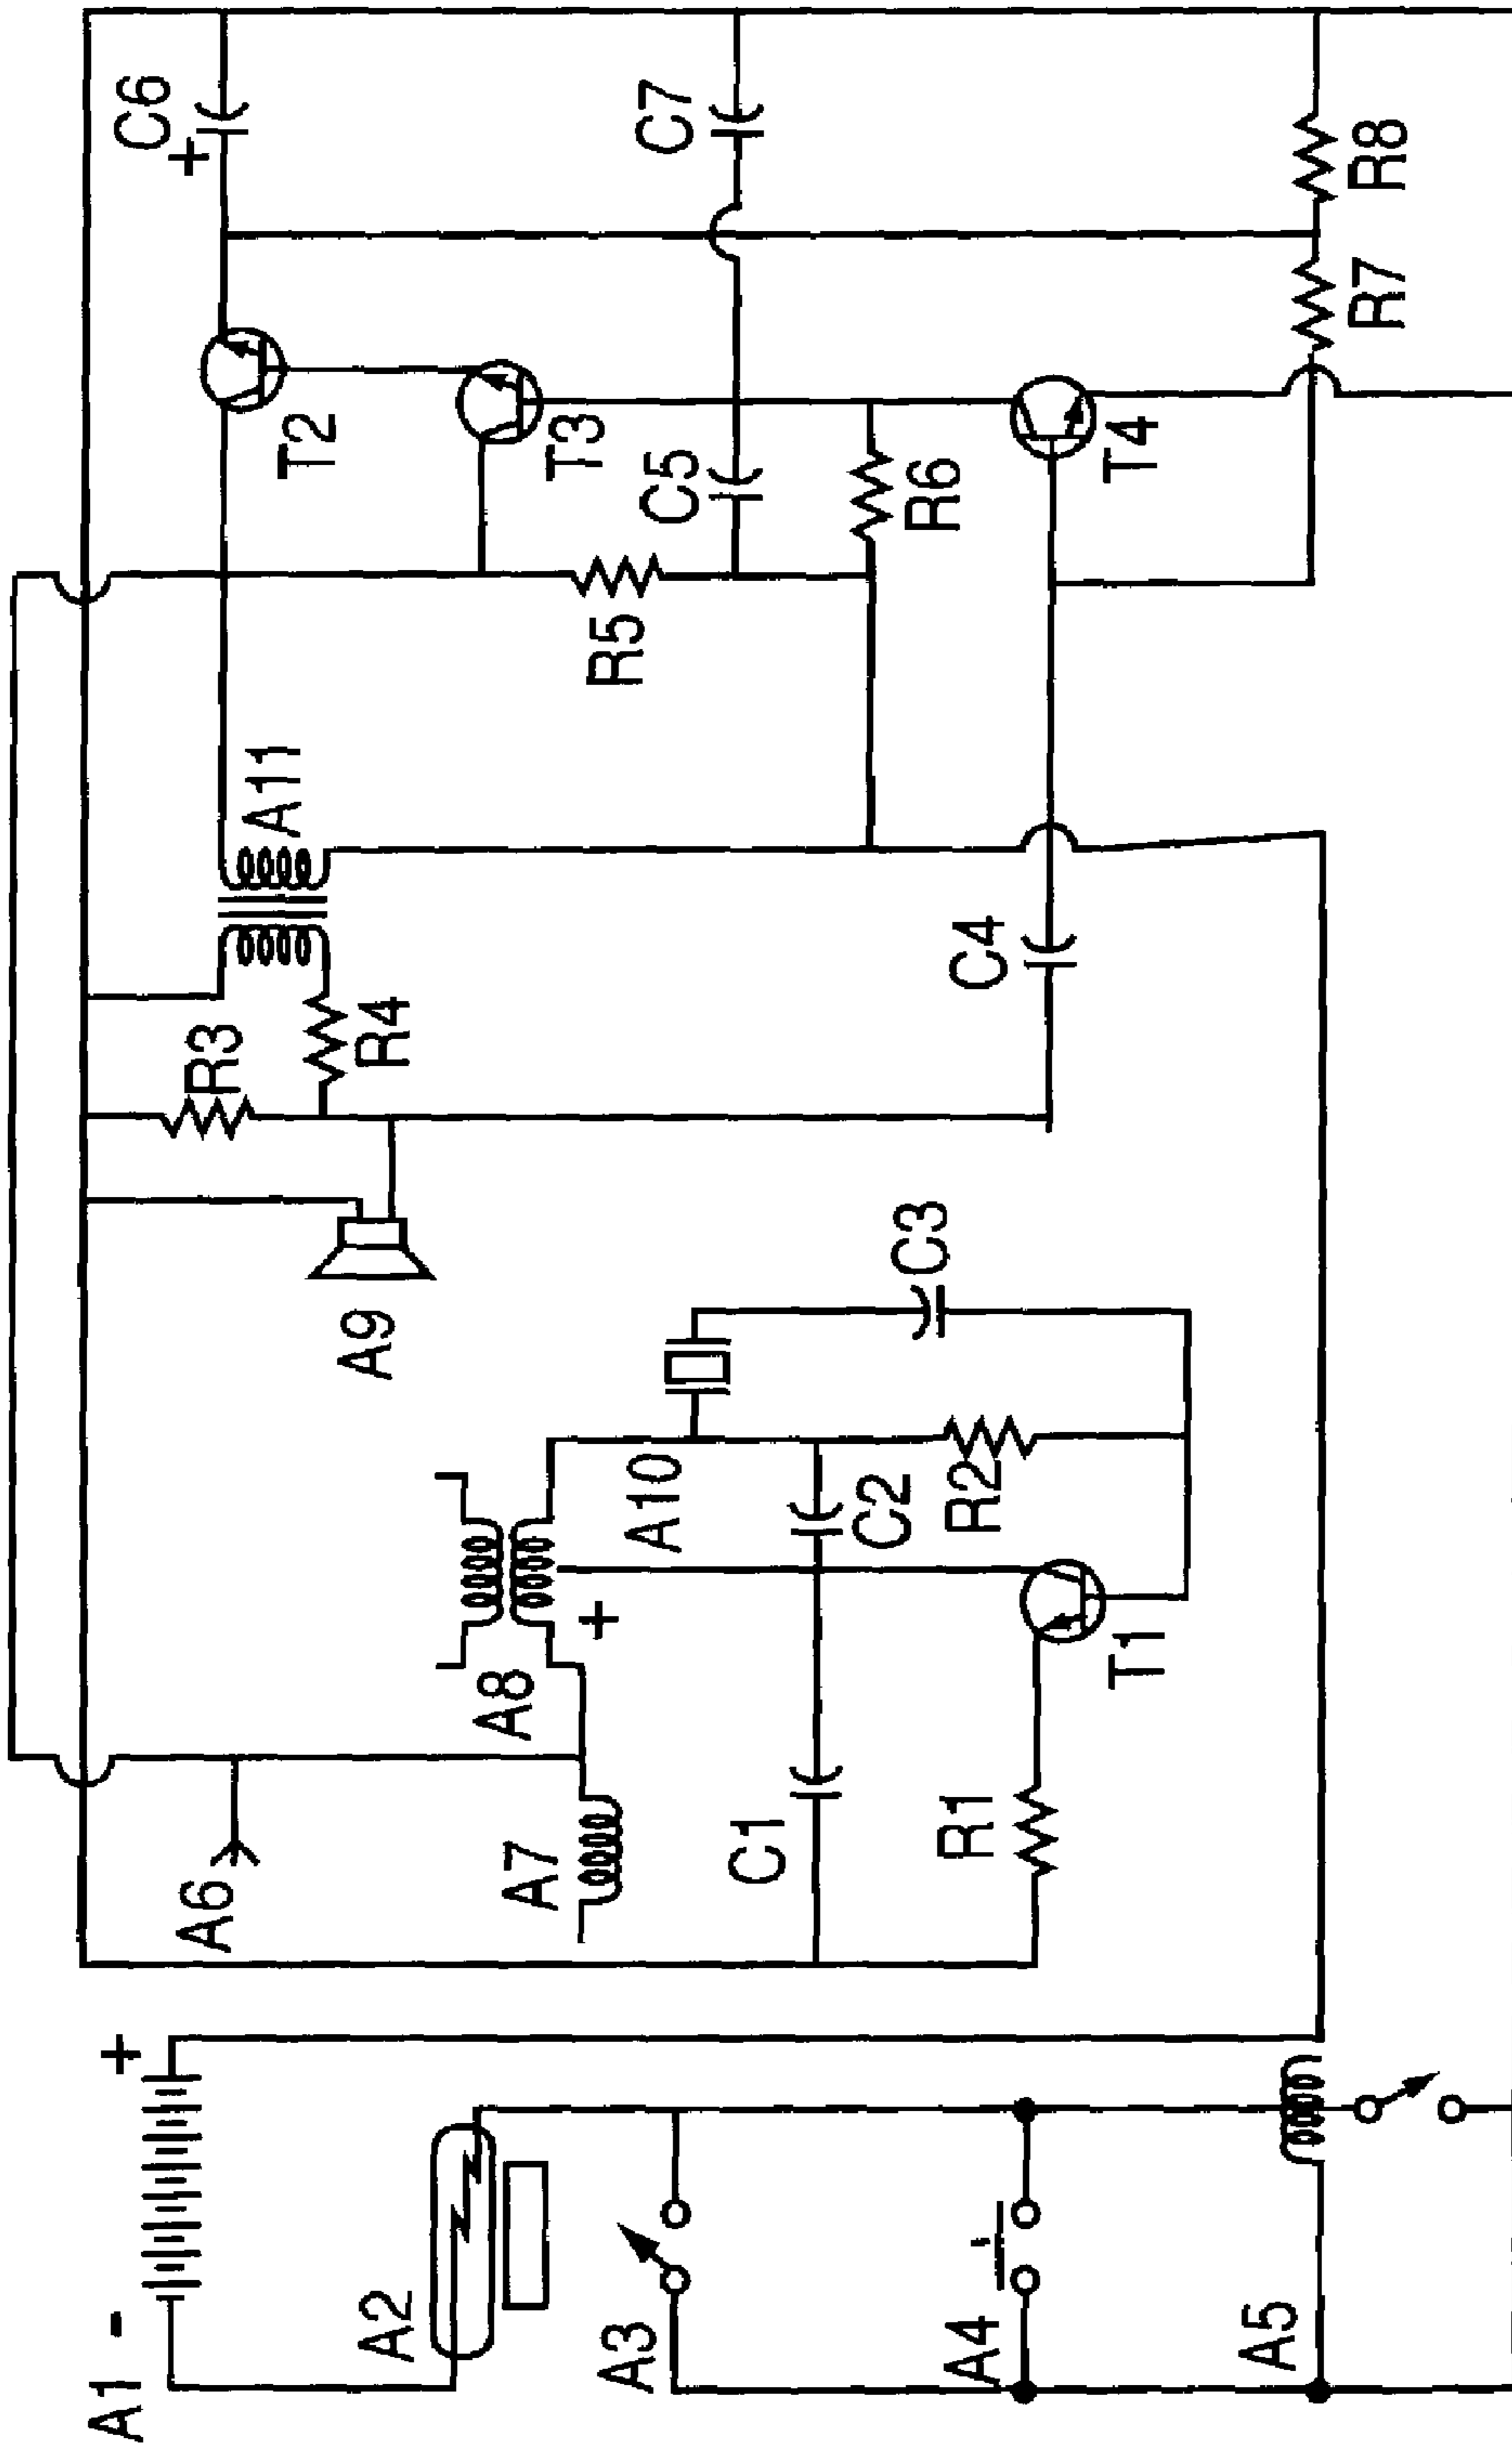 A1 -
+
A2
A3
A4
A5
A6
A7
A8
+
C1
R1
T1
A10
C2
R2
C3
A9
R3
R4
A11
C4
R5
C5
R6
T2
T3
T4
C6
+
C7
R7
R8